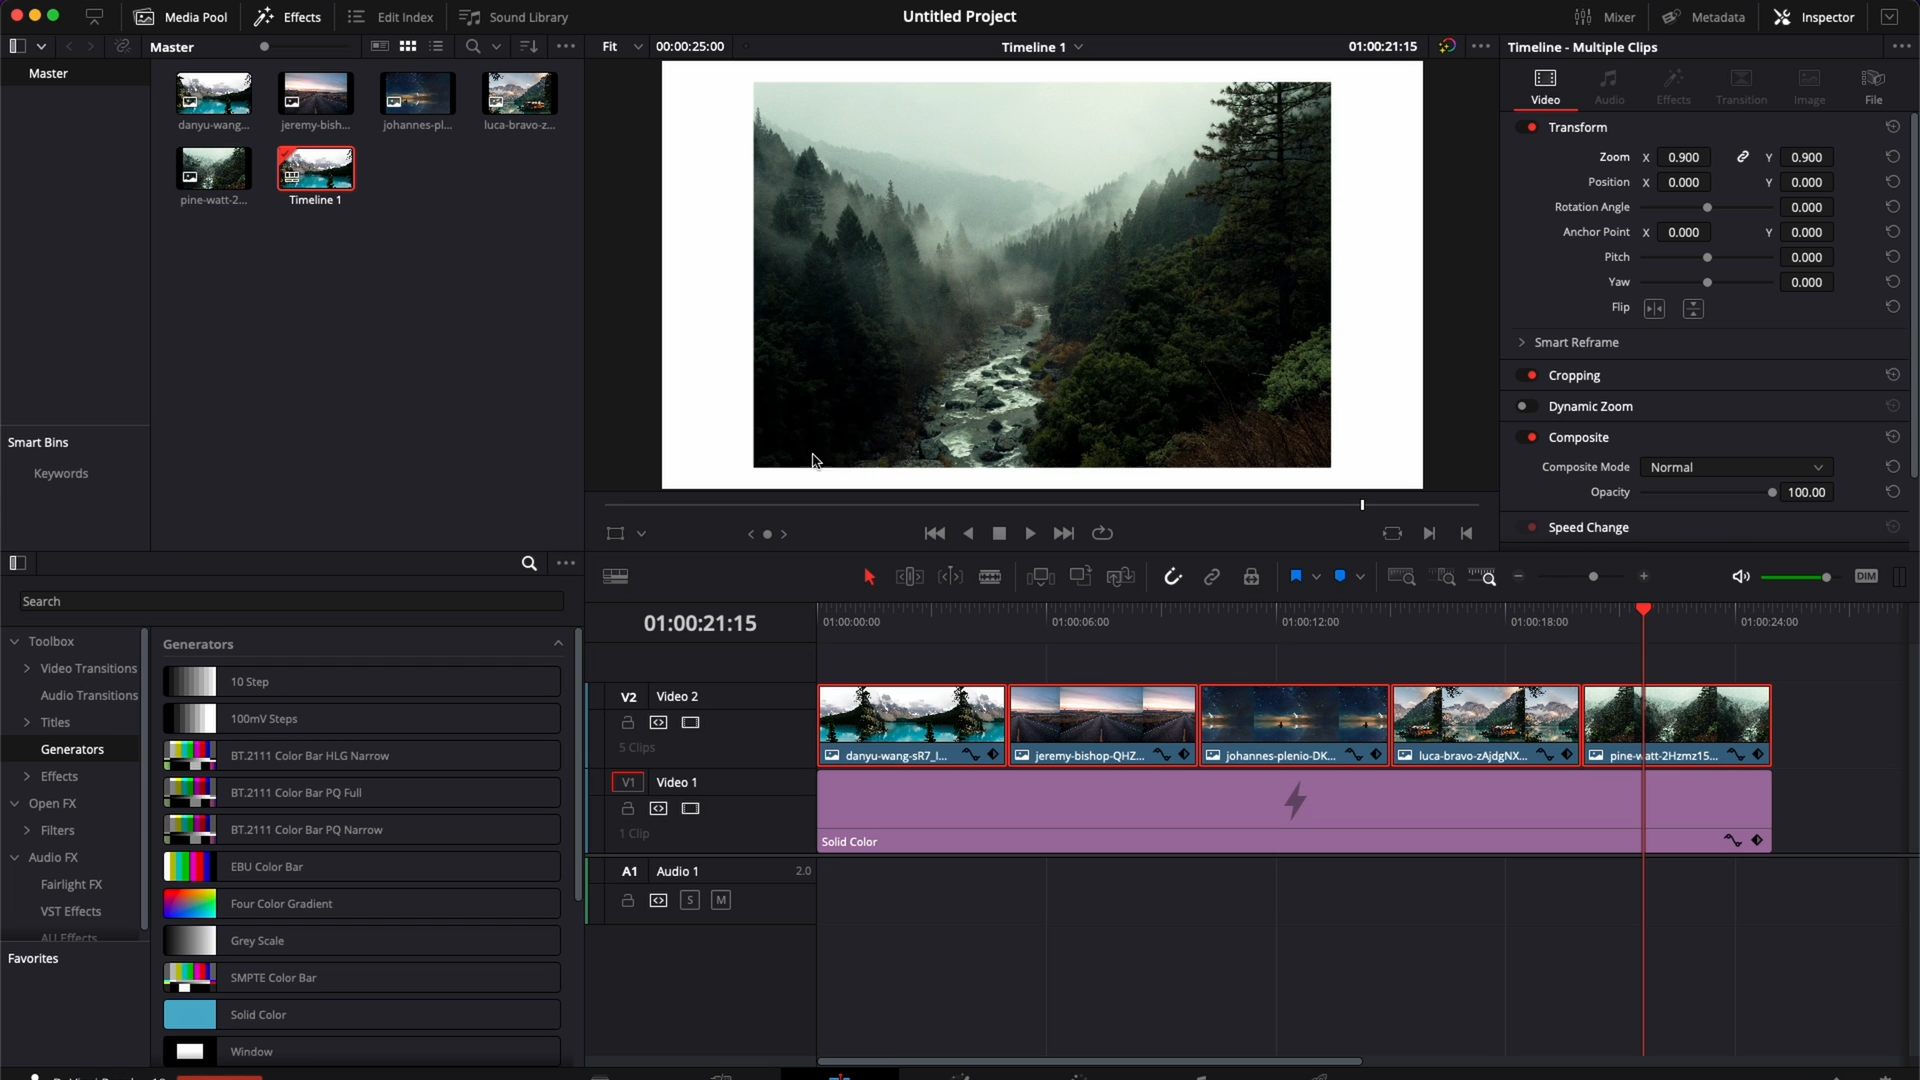 Media Pool
Effects
Edit Index
Sound Library
Untitled Project
Mixer
Metadata
Inspector
Master
Fit
00:00:25:00
Timeline 1
01:00:21:15
Timeline - Multiple Clips
Master
danyu-wang...
jeremy-bish...
johannes-pl...
luca-bravo-z...
pine-watt-2...
Timeline 1
Smart Bins
Keywords
Video
Audio
Effects
Transition
Image
File
Transform
Zoom X 0.900 Y 0.900
Position X 0.000 Y 0.000
Rotation Angle 0.000
Anchor Point X 0.000 Y 0.000
Pitch 0.000
Yaw 0.000
Flip
Smart Reframe
Cropping
Dynamic Zoom
Composite
Composite Mode Normal
Opacity 100.00
Speed Change
DIM
Search
Toolbox
Video Transitions
Audio Transitions
Titles
Generators
Effects
Open FX
Filters
Audio FX
Fairlight FX
VST Effects
AU Effects
Favorites
Generators
10 Step
100mV Steps
BT.2111 Color Bar HLG Narrow
BT.2111 Color Bar PQ Full
BT.2111 Color Bar PQ Narrow
EBU Color Bar
Four Color Gradient
Grey Scale
SMPTE Color Bar
Solid Color
Window
01:00:21:15
01:00:00:00
01:00:06:00
01:00:12:00
01:00:18:00
01:00:24:00
V2 Video 2
5 Clips
danyu-wang-sR7_l...
jeremy-bishop-QHZ...
johannes-plenio-DK...
luca-bravo-zAjdgNX...
pine-watt-2Hzmz15...
V1 Video 1
1 Clip
Solid Color
A1 Audio 1 2.0
S M